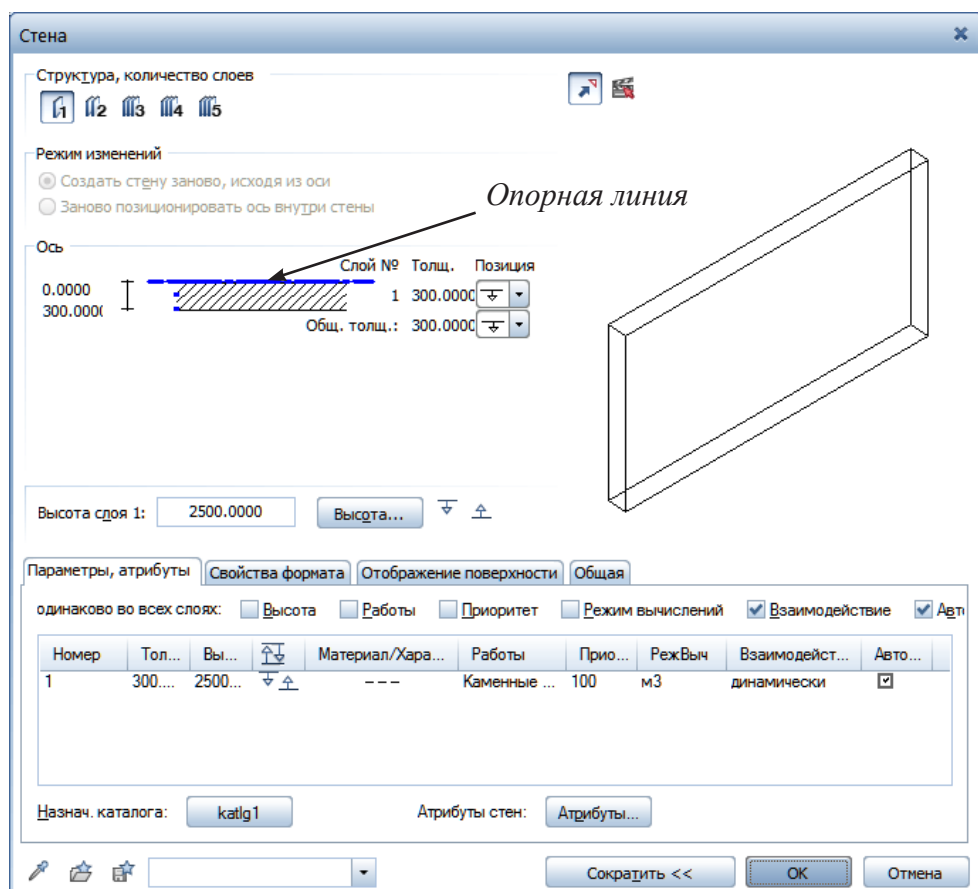 Стена
Структура, количество слоев
1 2 3 4 5
Режим изменений
Создать стену заново, исходя из оси
Заново позиционировать ось внутри стены
Опорная линия
Ось
Слой № Толщ. Позиция
0.0000
1 300.0000
300.0000
Общ. толщ.: 300.0000
Высота слоя 1: 2500.0000 Высота...
Параметры, атрибуты Свойства формата Отображение поверхности Общая
одинаково во всех слоях: Высота Работы Приоритет Режим вычислений Взаимодействие Авт
Номер Тол... Вы... Материал/Хара... Работы Прио... РежВыч Взаимодейст... Авто...
1 300.... 2500... --- Каменные ... 100 м3 динамически
Назнач. каталога: katlg1 Атрибуты стен: Атрибуты...
Сократить << OK Отмена